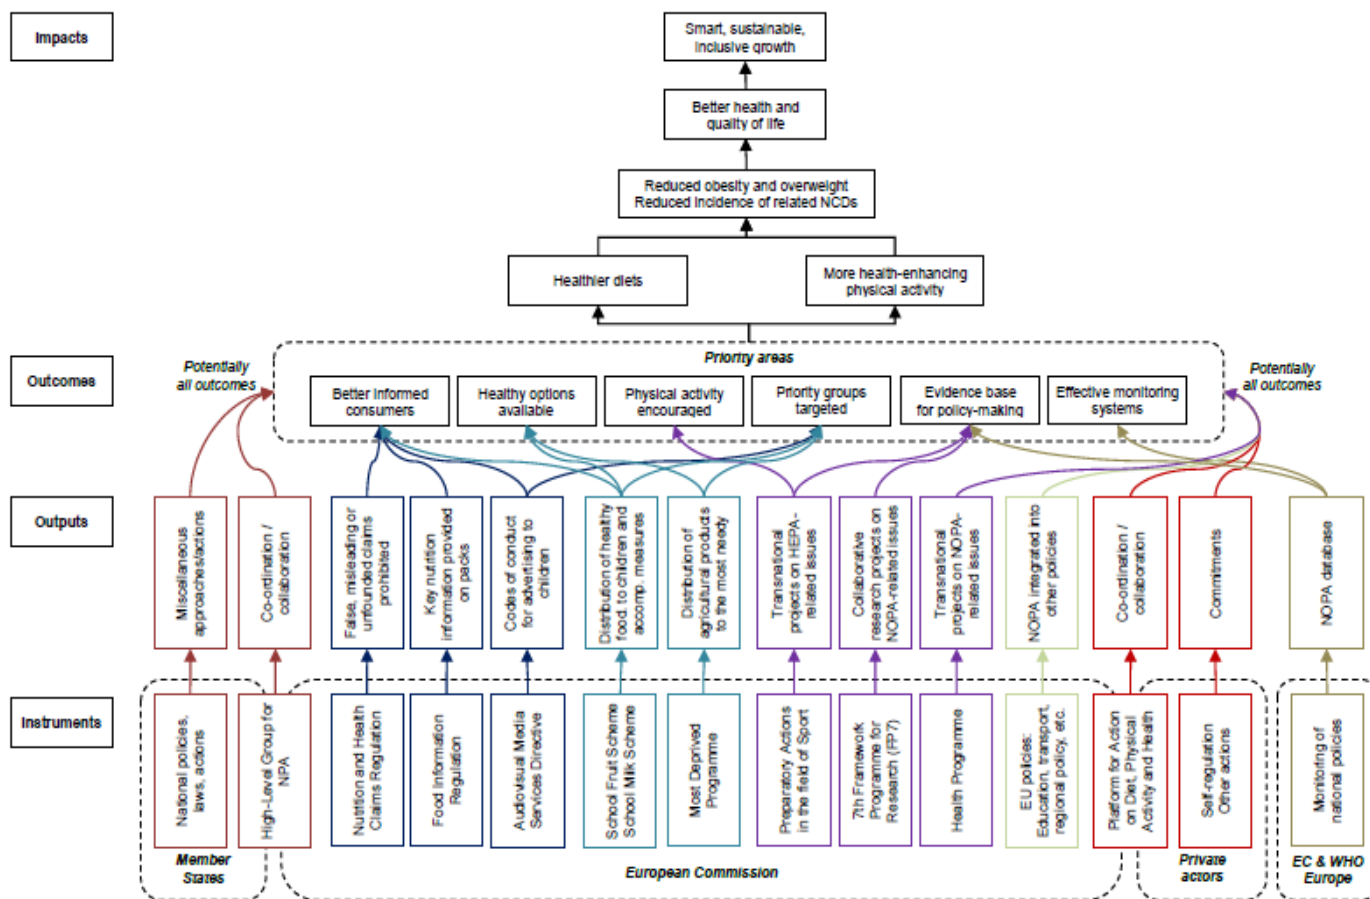 Impacts
Smart, sustainable,
inclusive growth
Better health and
quality of life
Reduced obesity and overweight
Reduced incidence of related NCDs
Healthier diets
More health-enhancing
physical activity
Outcomes
Potentially
all outcomes
Priority areas
Potentially
all outcomes
Better informed
consumers
Healthy options
available
Physical activity
encouraged
Priority groups
targeted
Evidence base
for policy-making
Effective monitoring
systems
Outputs
Miscellaneous
approaches/actions
Co-ordination /
collaboration
False, misleading or
unfounded claims
prohibited
Key nutrition
information provided
on packs
Codes of conduct
for advertising to
children
Distribution of healthy
food. to children and
accomp. measures
Distribution of
agricultural products
to the most needy
Transnational
projects on HEPA-
related issues
Collaborative
research projects on
NOPA-related issues
Transnational
projects on NOPA-
related issues
NOPA integrated into
other policies
Co-ordination /
collaboration
Commitments
NOPA database
Instruments
National policies,
laws, actions
High-Level Group for
NPA
Nutrition and Health
Claims Regulation
Food Information
Regulation
Audiovisual Media
Services Directive
School Fruit Scheme
School Milk Scheme
Most Deprived
Programme
Preparatory Actions
in the field of Sport
7th Framework
Programme for
Research (FP7)
Health Programme
EU policies:
Education, transport,
regional policy, etc.
Platform for Action
on Diet, Physical
Activity and Health
Self-regulation
Other actions
Monitoring of
national policies
Member
States
European Commission
Private
actors
EC & WHO
Europe